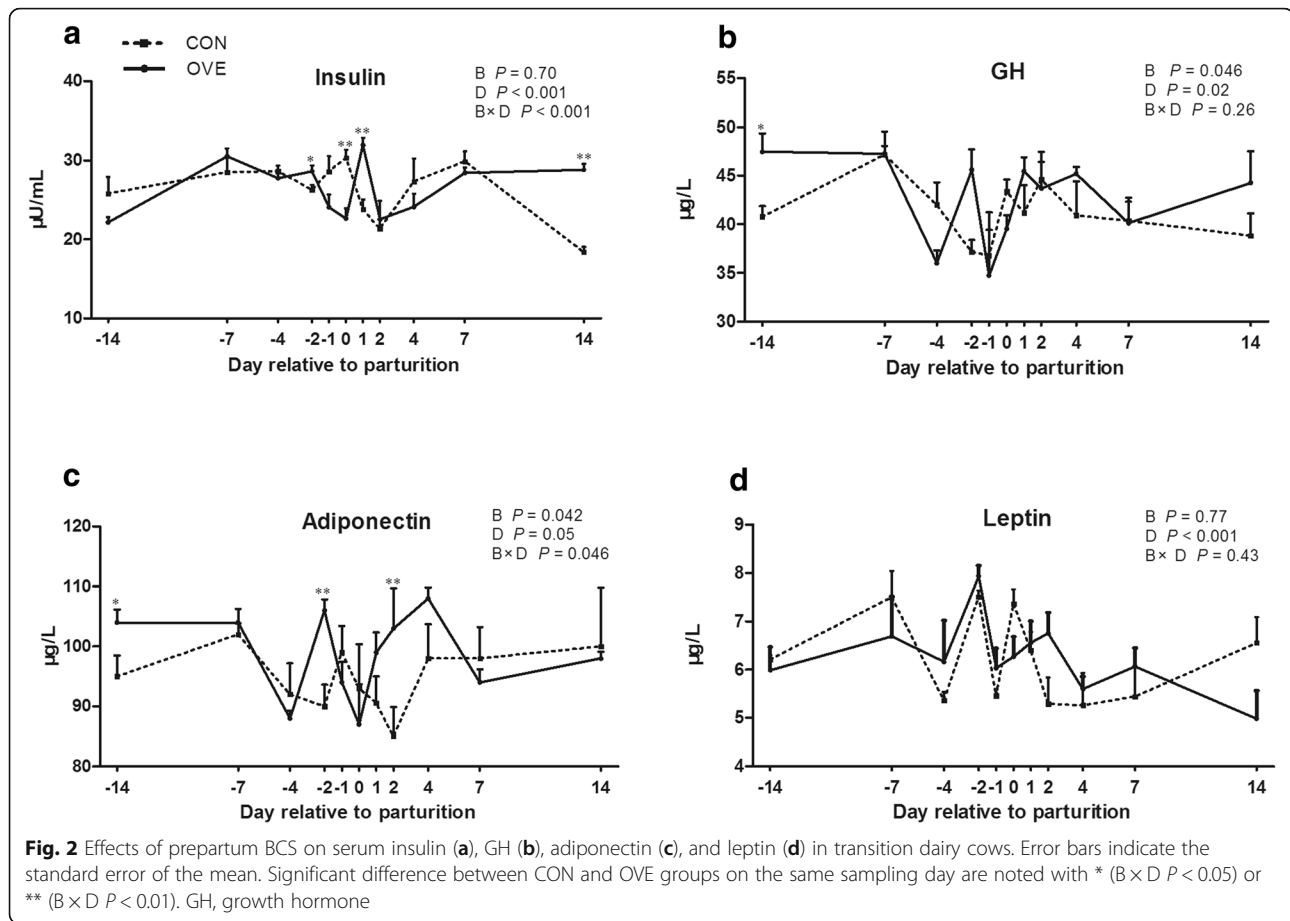 a
CON
OVE
Insulin
B P = 0.70
D P < 0.001
B× D P < 0.001
µU/mL
40
30
20
10
* ** ** **
-14 -7 -4 -2 -1 0 1 2 4 7 14
Day relative to parturition
b
GH
B P = 0.046
D P = 0.02
B× D P = 0.26
µg/L
55
50
45
40
35
30
*
-14 -7 -4 -2 -1 0 1 2 4 7 14
Day relative to parturition
c
Adiponectin
B P = 0.042
D P = 0.05
B× D P = 0.046
µg/L
120
110
100
90
80
* ** **
-14 -7 -4 -2 -1 0 1 2 4 7 14
Day relative to parturition
d
Leptin
B P = 0.77
D P < 0.001
B× D P = 0.43
µg/L
9
8
7
6
5
4
-14 -7 -4 -2 -1 0 1 2 4 7 14
Day relative to parturition
Fig. 2 Effects of prepartum BCS on serum insulin (a), GH (b), adiponectin (c), and leptin (d) in transition dairy cows. Error bars indicate the
standard error of the mean. Significant difference between CON and OVE groups on the same sampling day are noted with * (B × D P < 0.05) or
** (B × D P < 0.01). GH, growth hormone